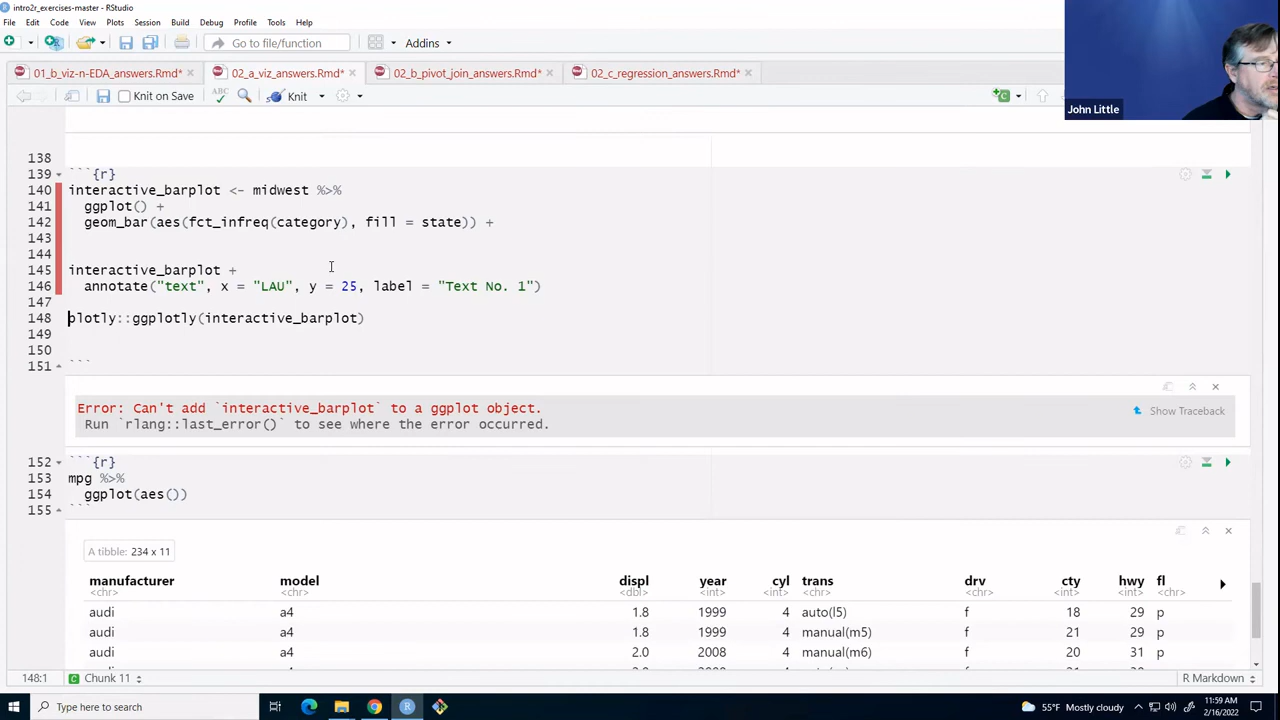 intro2r_exercises-master - RStudio
File Edit Code View Plots Session Build Debug Profile Tools Help
Go to file/function Addins
01_b_viz-n-EDA_answers.Rmd* 02_a_viz_answers.Rmd* 02_b_pivot_join_answers.Rmd* 02_c_regression_answers.Rmd*
Knit on Save ABC Knit
John Little
138
139 ```{r}
140 interactive_barplot <- midwest %>%
141 ggplot() +
142 geom_bar(aes(fct_infreq(category), fill = state)) +
143
144
145 interactive_barplot +
146 annotate("text", x = "LAU", y = 25, label = "Text No. 1")
147
148 plotly::ggplotly(interactive_barplot)
149
150
151 ```
Error: Can't add `interactive_barplot` to a ggplot object.
Run `rlang::last_error()` to see where the error occurred.
Show Traceback
152 ```{r}
153 mpg %>%
154 ggplot(aes())
155 ```
A tibble: 234 x 11
manufacturer model displ year cyl trans drv cty hwy fl
<chr> <chr> <dbl> <int> <int> <chr> <chr> <int> <int> <chr>
audi a4 1.8 1999 4 auto(l5) f 18 29 p
audi a4 1.8 1999 4 manual(m5) f 21 29 p
audi a4 2.0 2008 4 manual(m6) f 20 31 p
148:1 Chunk 11 R Markdown
Type here to search
55°F Mostly cloudy
11:59 AM
2/16/2022